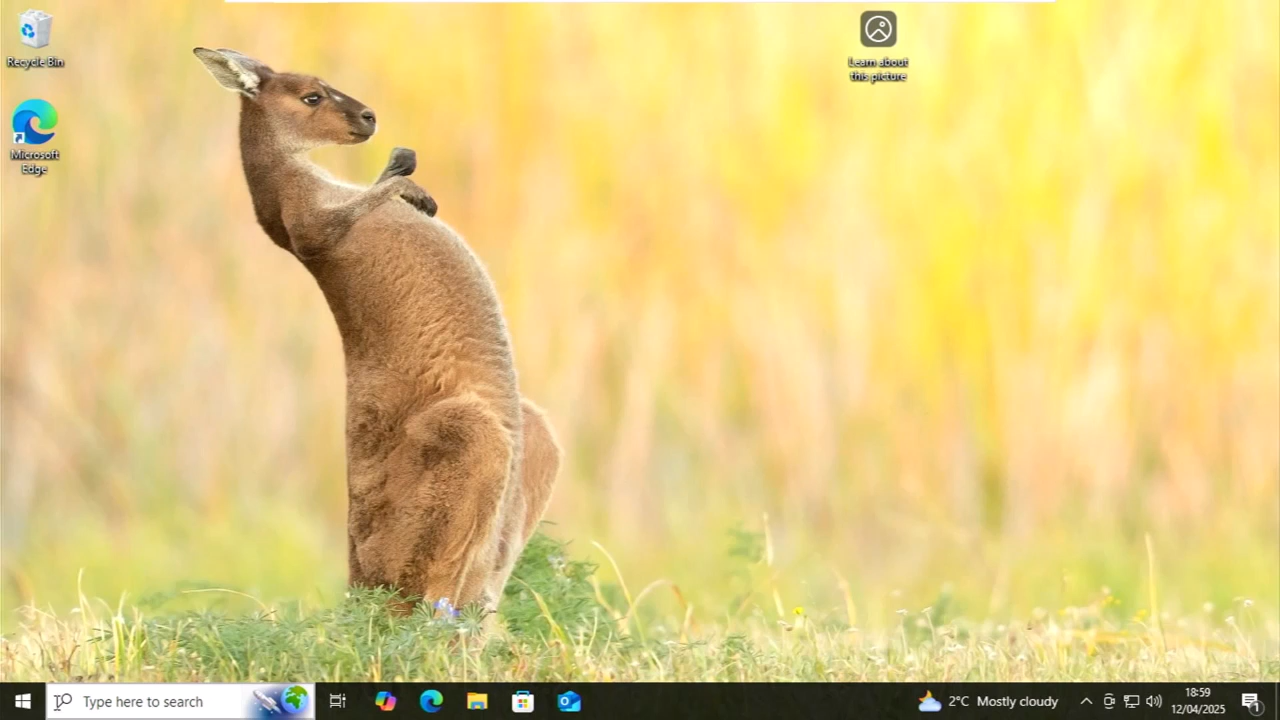 Recycle Bin
Learn about
this picture
Microsoft
Edge
Type here to search
2°C Mostly cloudy
18:59
12/04/2025
1